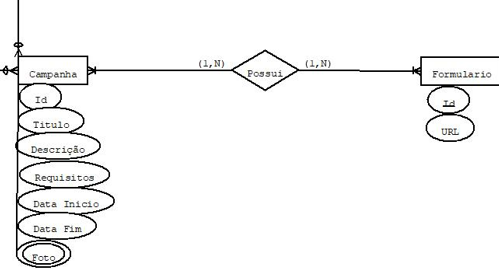 (1,N) (1,N)
Campanha Possui Formulario
Id Id
Titulo
URL
Descrição
Requisitos
Data Inicio
Data Fim
Foto